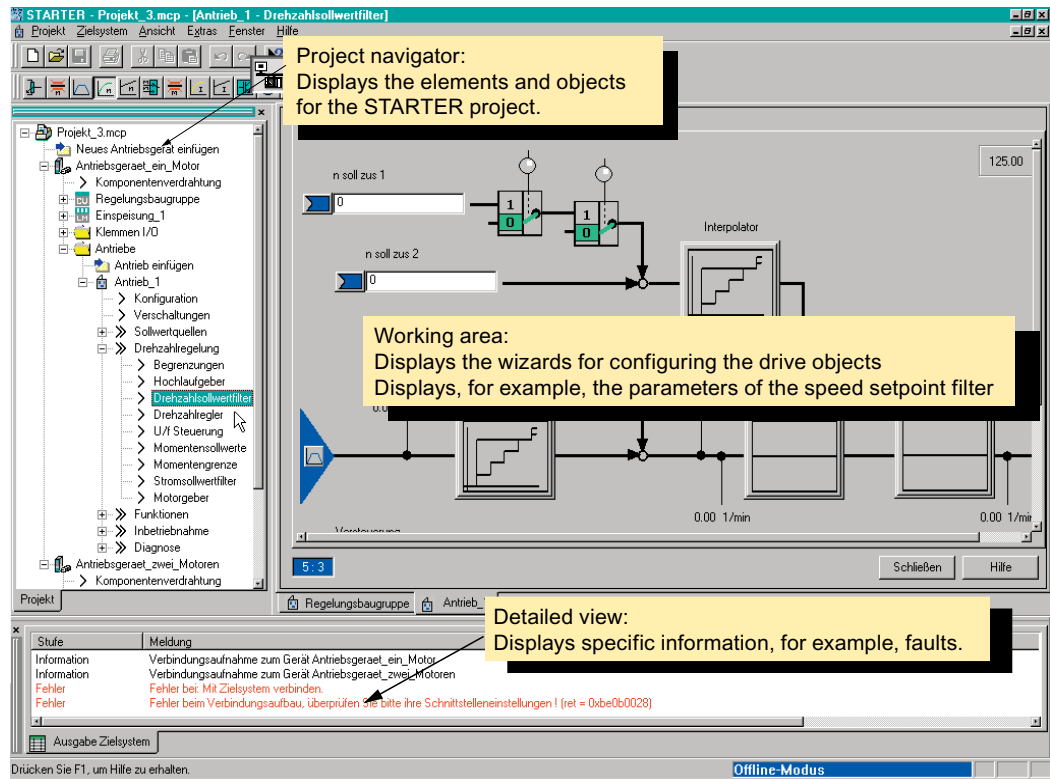 STARTER - Projekt_3.mcp - [Antrieb_1 - Drehzahlsollwertfilter]
Projekt Zielsystem Ansicht Extras Fenster Hilfe
Project navigator:
Displays the elements and objects
for the STARTER project.
Projekt_3.mcp
Neues Antriebsgerät einfügen
Antriebsgeraet_ein_Motor
Komponentenverdrahtung
Regelungsbaugruppe
Einspeisung_1
Klemmen I/O
Antriebe
Antrieb einfügen
Antrieb_1
Konfiguration
Verschaltungen
Sollwertquellen
Drehzahlregelung
Begrenzungen
Hochlaufgeber
Drehzahlsollwertfilter
Drehzahlregler
U/f Steuerung
Momentensollwerte
Momentengrenze
Stromsollwertfilter
Motorgeber
Funktionen
Inbetriebnahme
Diagnose
Antriebsgeraet_zwei_Motoren
Komponentenverdrahtung
Projekt
125.00
n soll zus 1
0
1
0
1
0
Interpolator
n soll zus 2
0
Working area:
Displays the wizards for configuring the drive objects
Displays, for example, the parameters of the speed setpoint filter
0.00 1/min
0.00 1/min
5:3
Schließen
Hilfe
Regelungsbaugruppe
Antrieb_
Detailed view:
Displays specific information, for example, faults.
Stufe Meldung
Information Verbindungsaufnahme zum Gerät Antriebsgeraet_ein_Motor
Information Verbindungsaufnahme zum Gerät Antriebsgeraet_zwei_Motoren
Fehler Fehler bei: Mit Zielsystem verbinden.
Fehler Fehler beim Verbindungsaufbau, überprüfen Sie bitte ihre Schnittstelleneinstellungen ! (ret = 0xbe0b0028)
Ausgabe Zielsystem
Drücken Sie F1, um Hilfe zu erhalten.
Offline-Modus